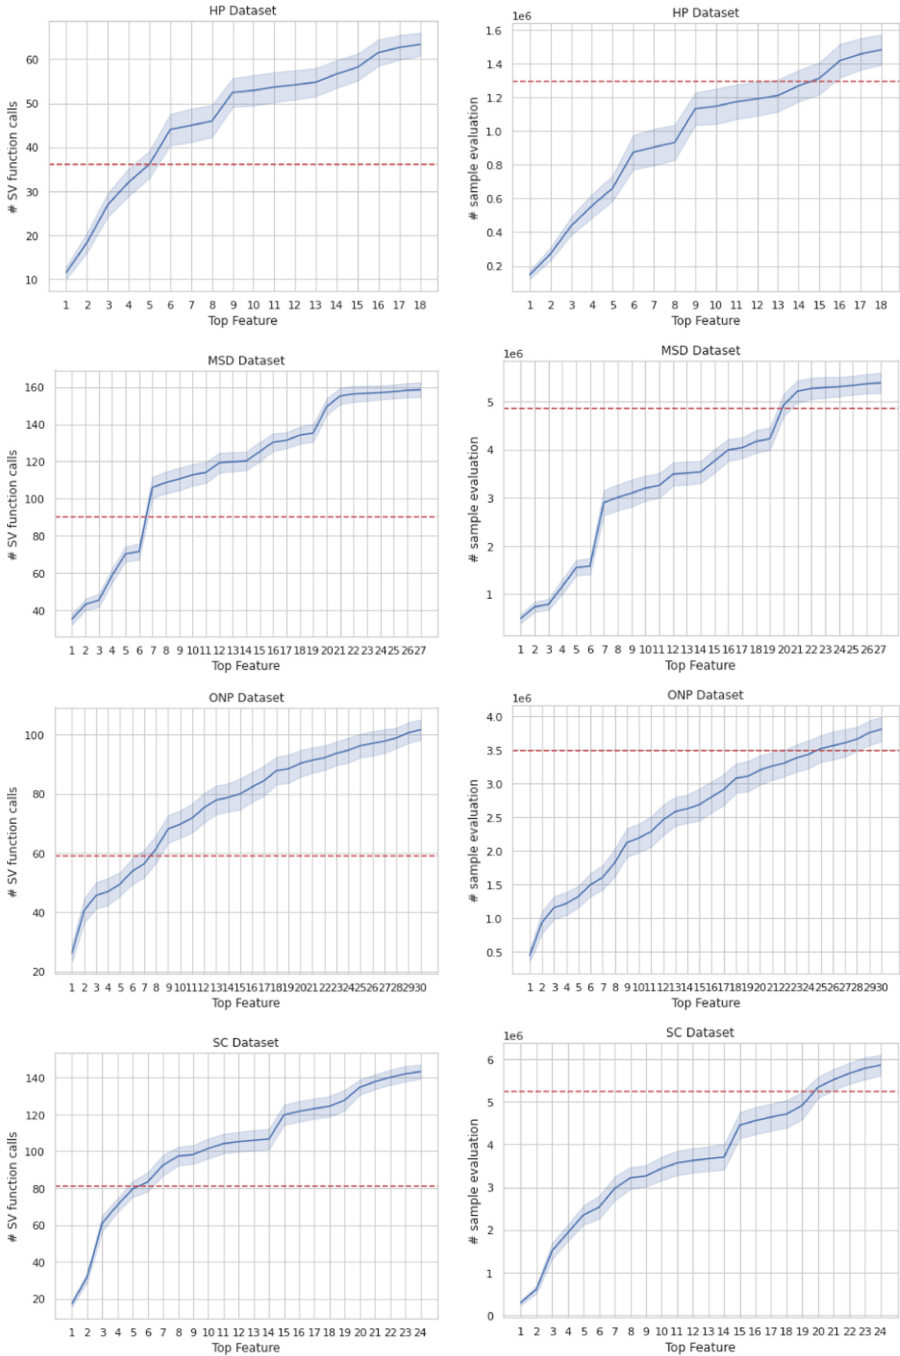 HP Dataset
# SV function calls
60
50
40
30
20
10
1 2 3 4 5 6 7 8 9 10 11 12 13 14 15 16 17 18
Top Feature
HP Dataset
1e6
# sample evaluation
1.6
1.4
1.2
1.0
0.8
0.6
0.4
0.2
1 2 3 4 5 6 7 8 9 10 11 12 13 14 15 16 17 18
Top Feature
MSD Dataset
# SV function calls
160
140
120
100
80
60
40
1 2 3 4 5 6 7 8 9 10 11 12 13 14 15 16 17 18 19 20 21 22 23 24 25 26 27
Top Feature
MSD Dataset
1e6
# sample evaluation
5
4
3
2
1
1 2 3 4 5 6 7 8 9 10 11 12 13 14 15 16 17 18 19 20 21 22 23 24 25 26 27
Top Feature
ONP Dataset
# SV function calls
100
80
60
40
20
1 2 3 4 5 6 7 8 9 10 11 12 13 14 15 16 17 18 19 20 21 22 23 24 25 26 27 28 29 30
Top Feature
ONP Dataset
1e6
# sample evaluation
4.0
3.5
3.0
2.5
2.0
1.5
1.0
0.5
1 2 3 4 5 6 7 8 9 10 11 12 13 14 15 16 17 18 19 20 21 22 23 24 25 26 27 28 29 30
Top Feature
SC Dataset
# SV function calls
140
120
100
80
60
40
20
1 2 3 4 5 6 7 8 9 10 11 12 13 14 15 16 17 18 19 20 21 22 23 24
Top Feature
SC Dataset
1e6
# sample evaluation
6
5
4
3
2
1
0
1 2 3 4 5 6 7 8 9 10 11 12 13 14 15 16 17 18 19 20 21 22 23 24
Top Feature